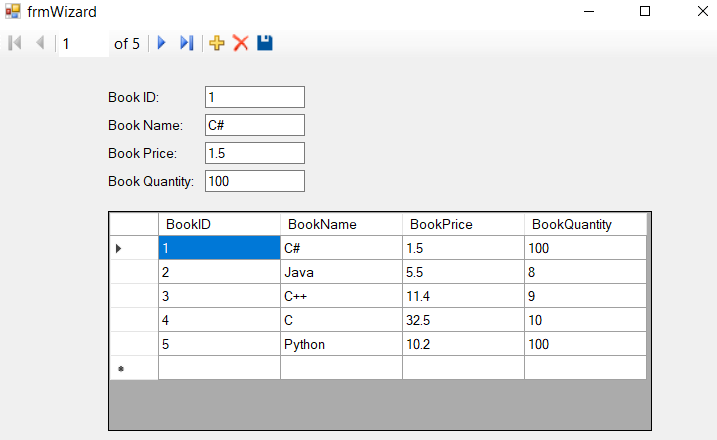 frmWizard
1 of 5
Book ID: 1
Book Name: C#
Book Price: 1.5
Book Quantity: 100
BookID BookName BookPrice BookQuantity
1 C# 1.5 100
2 Java 5.5 8
3 C++ 11.4 9
4 C 32.5 10
5 Python 10.2 100
*